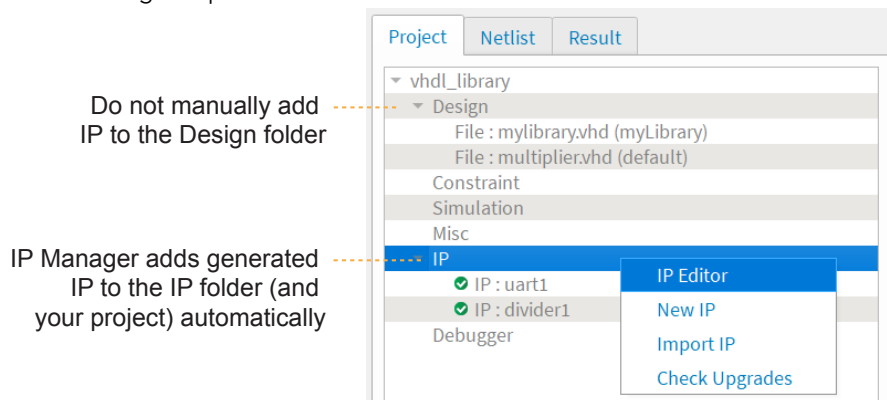 Project Netlist Result
vhdl_library
Do not manually add
IP to the Design folder
Design
File : mylibrary.vhd (myLibrary)
File : multiplier.vhd (default)
Constraint
Simulation
Misc
IP Manager adds generated
IP to the IP folder (and
your project) automatically
IP
IP : uart1
IP : divider1
Debugger
IP Editor
New IP
Import IP
Check Upgrades